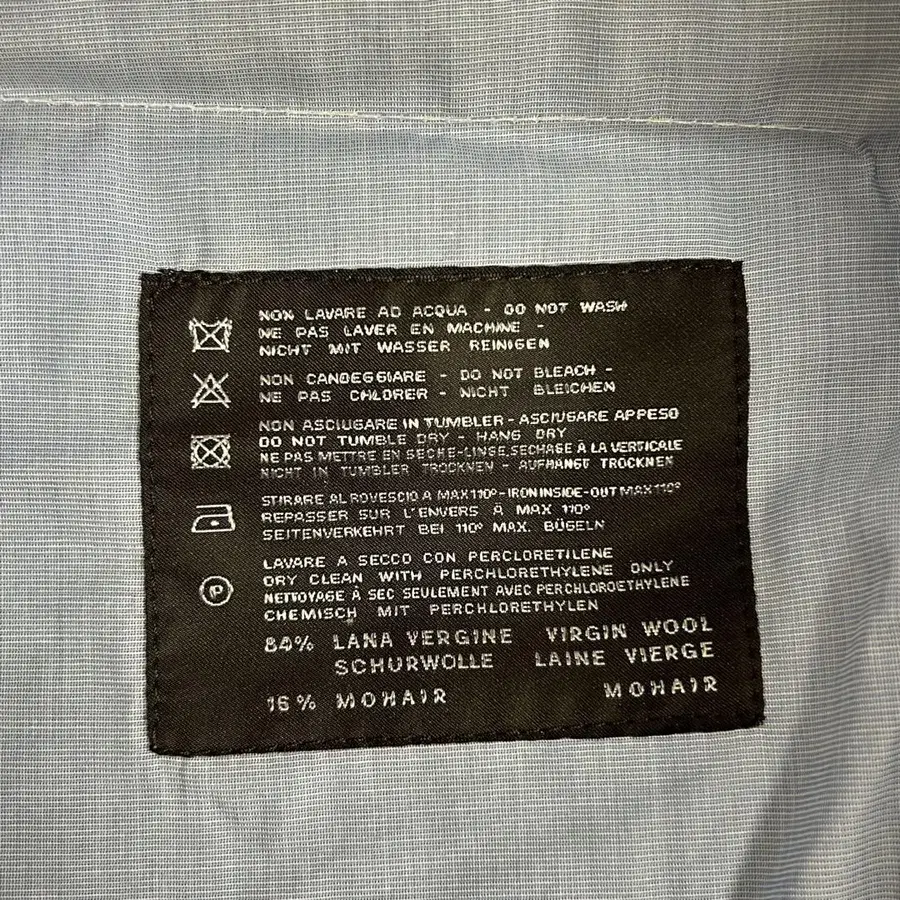 NON LAVARE AD ACQUA - DO NOT WASH
NE PAS LAVER EN MACHINE -
NICHT MIT WASSER REINIGEN
NON CANDEGGIARE - DO NOT BLEACH -
NE PAS CHLORER - NICHT BLEICHEN
NON ASCIUGARE IN TUMBLER - ASCIUGARE APPESO
DO NOT TUMBLE DRY - HANG DRY
NE PAS METTRE EN SÈCHE-LINGE, SECHAGE À LA VERTICALE
NICHT IN TUMBLER TROCKNEN - AUFHÄNGT TROCKNEN
STIRARE AL ROVESCIO A MAX 110° - IRON INSIDE-OUT MAX 110°
REPASSER SUR L'ENVERS À MAX 110°
SEITENVERKEHRT BEI 110° MAX. BÜGELN
P
LAVARE A SECCO CON PERCLORETILENE
DRY CLEAN WITH PERCHLORETHYLENE ONLY
NETTOYAGE À SEC SEULEMENT AVEC PERCHLOROETHYLENE
CHEMISCH MIT PERCHLORETHYLEN
84% LANA VERGINE VIRGIN WOOL
SCHURWOLLE LAINE VIERGE
16% MOHAIR MOHAIR